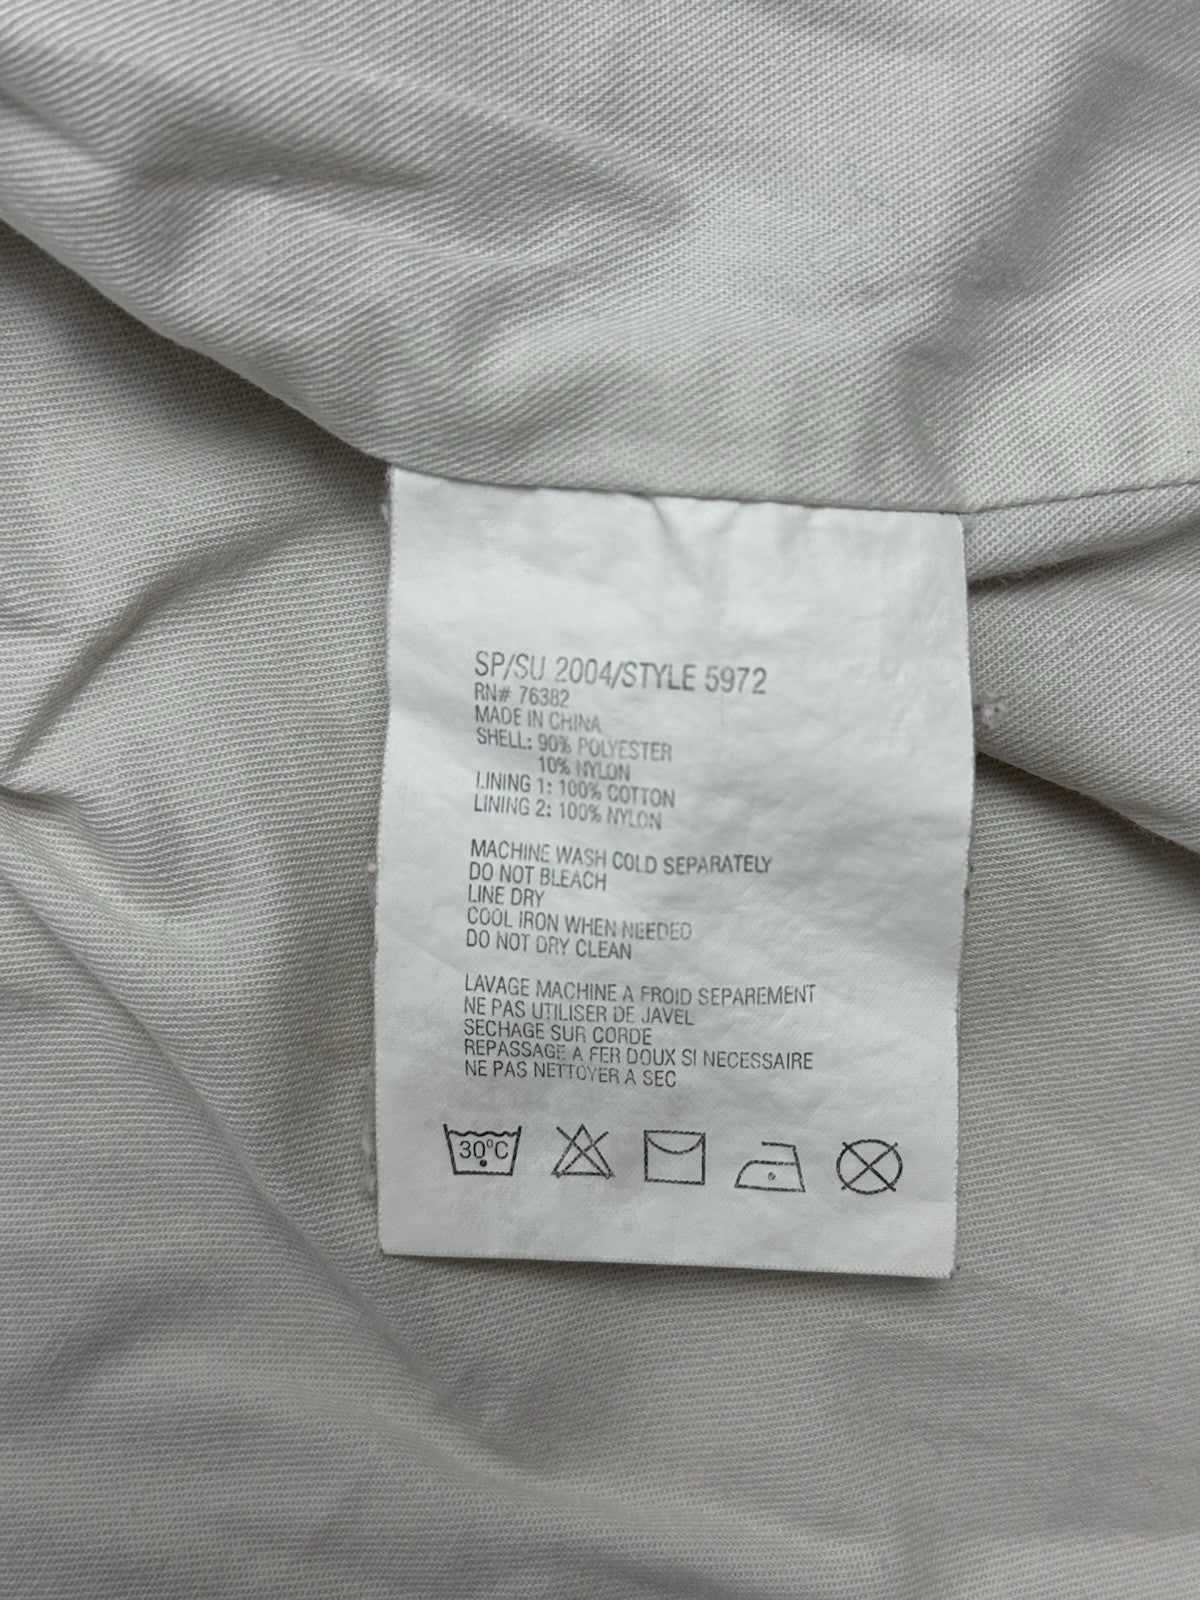 SP/SU 2004/STYLE 5972
RN# 76382
MADE IN CHINA
SHELL: 90% POLYESTER
10% NYLON
LINING 1: 100% COTTON
LINING 2: 100% NYLON
MACHINE WASH COLD SEPARATELY
DO NOT BLEACH
LINE DRY
COOL IRON WHEN NEEDED
DO NOT DRY CLEAN
LAVAGE MACHINE A FROID SEPAREMENT
NE PAS UTILISER DE JAVEL
SECHAGE SUR CORDE
REPASSAGE A FER DOUX SI NECESSAIRE
NE PAS NETTOYER A SEC
30°C